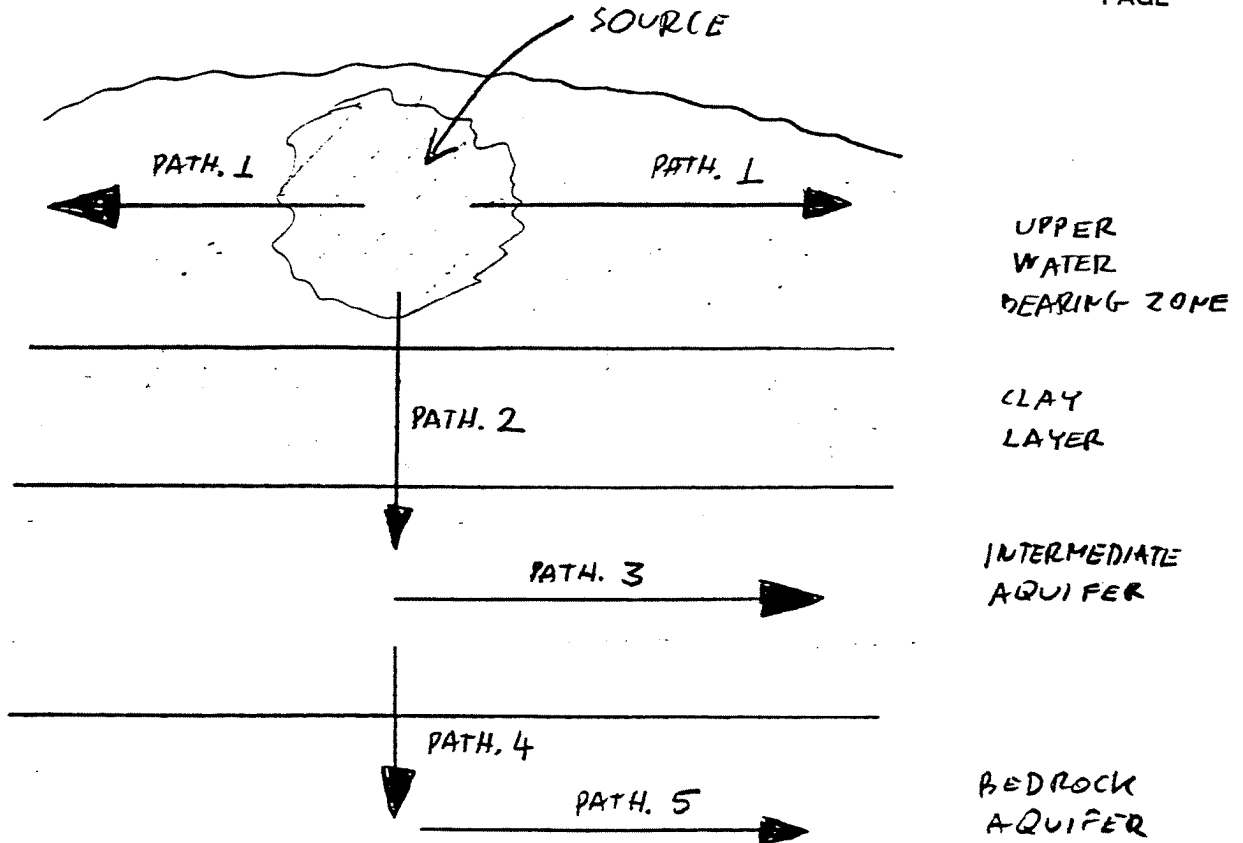 PAGE
SOURCE
PATH. 1
PATH. 1
UPPER
WATER
BEARING ZONE
PATH. 2
CLAY
LAYER
PATH. 3
INTERMEDIATE
AQUIFER
PATH. 4
PATH. 5
BEDROCK
AQUIFER